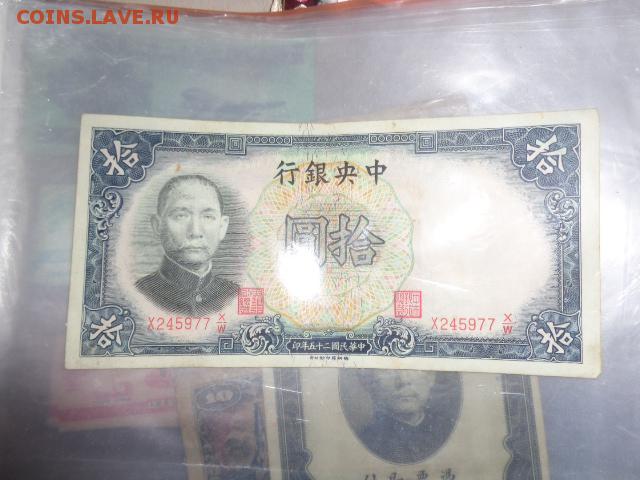 COINS.LAVE.RU
拾 拾
行銀央中
圓拾
X245977 X/W X245977 X/W
拾 拾
印年五十二國民華中